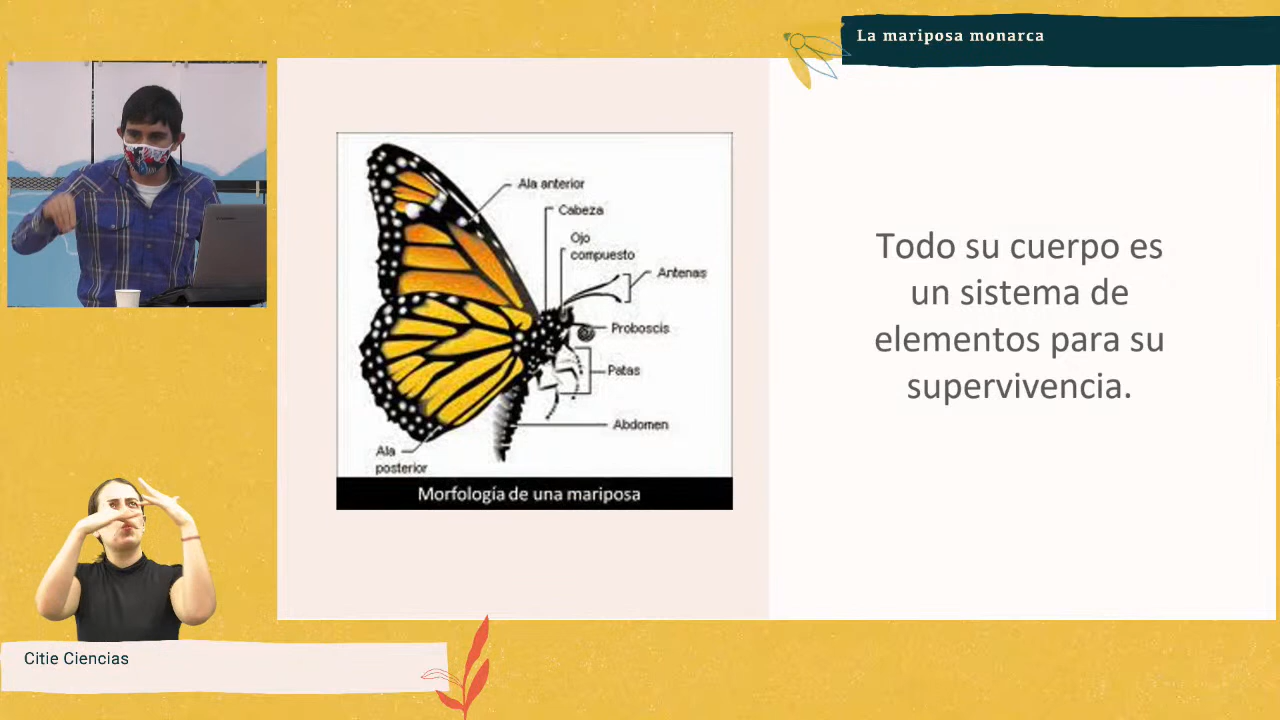 La mariposa monarca
Ala anterior
Cabeza
Ojo
compuesto
Antenas
Proboscis
Patas
Abdomen
Ala
posterior
Morfología de una mariposa
Todo su cuerpo es
un sistema de
elementos para su
supervivencia.
Citie Ciencias